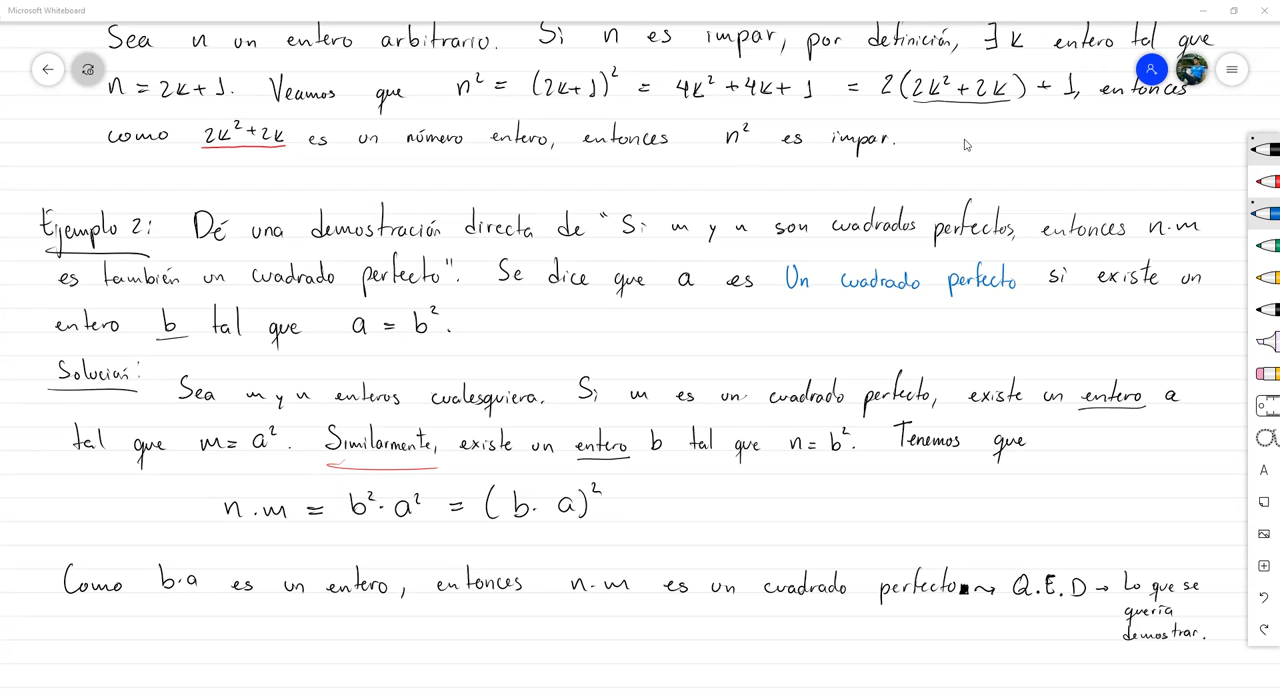 Microsoft Whiteboard
Sea n un entero arbitrario. Si n es impar, por definición, ∃ k entero tal que
n = 2k+1. Veamos que n² = (2k+1)² = 4k² + 4k + 1 = 2(2k² + 2k) + 1, entonces
como 2k²+2k es un número entero, entonces n² es impar.
Ejemplo 2: Dé una demostración directa de "Si m y n son cuadrados perfectos, entonces n·m
es también un cuadrado perfecto". Se dice que a es Un cuadrado perfecto si existe un
entero b tal que a = b².
Solución:
Sea m y n enteros cualesquiera. Si m es un cuadrado perfecto, existe un entero a
tal que m = a². Similarmente, existe un entero b tal que n = b². Tenemos que
n·m = b²·a² = (b·a)²
Como b·a es un entero, entonces n·m es un cuadrado perfecto.■ ⇝ Q.E.D → Lo que se
quería
demostrar.
A